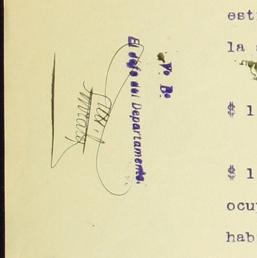 Vo Bo
El Jefe del Departamento,
est
la
# 1
# 1
ocu
hab